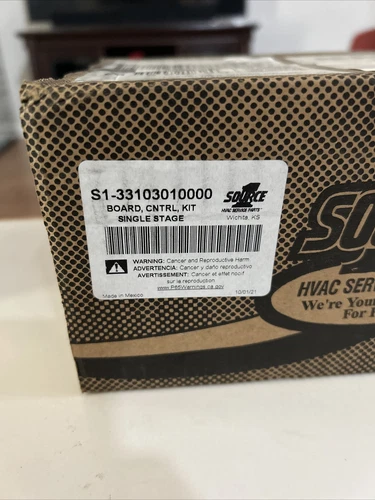 S1-33103010000
BOARD, CNTRL, KIT
SINGLE STAGE
SOURCE 1
HVAC SERVICE PARTS
Wichita, KS
WARNING: Cancer and Reproductive Harm
ADVERTENCIA: Cancer y daño reproductivo
AVERTISSEMENT: Cancer et effet nocif
sur la reproduction
www.P65Warnings.ca.gov
Made in Mexico
10/01/21
HVAC SER
We're You
For